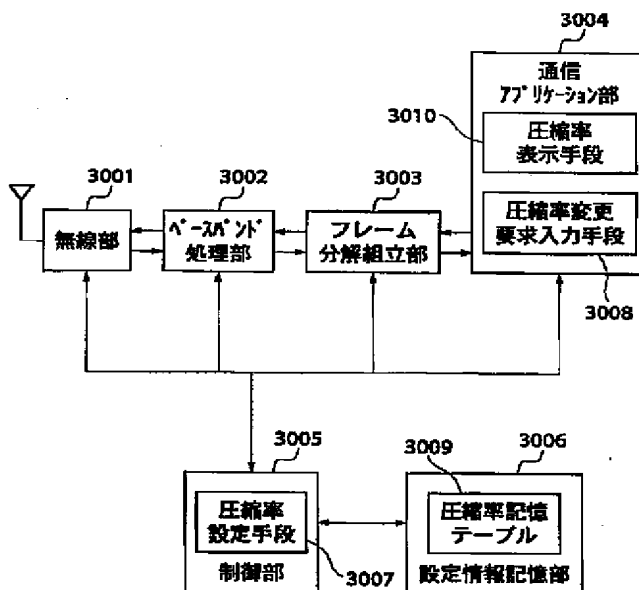 3004
通信
アプリケーション部
3010
圧縮率
表示手段
3001
3002
3003
無線部
ベースバンド
処理部
フレーム
分解組立部
圧縮率変更
要求入力手段
3008
3005
3006
3009
圧縮率
設定手段
圧縮率記憶
テーブル
制御部
3007
設定情報記憶部